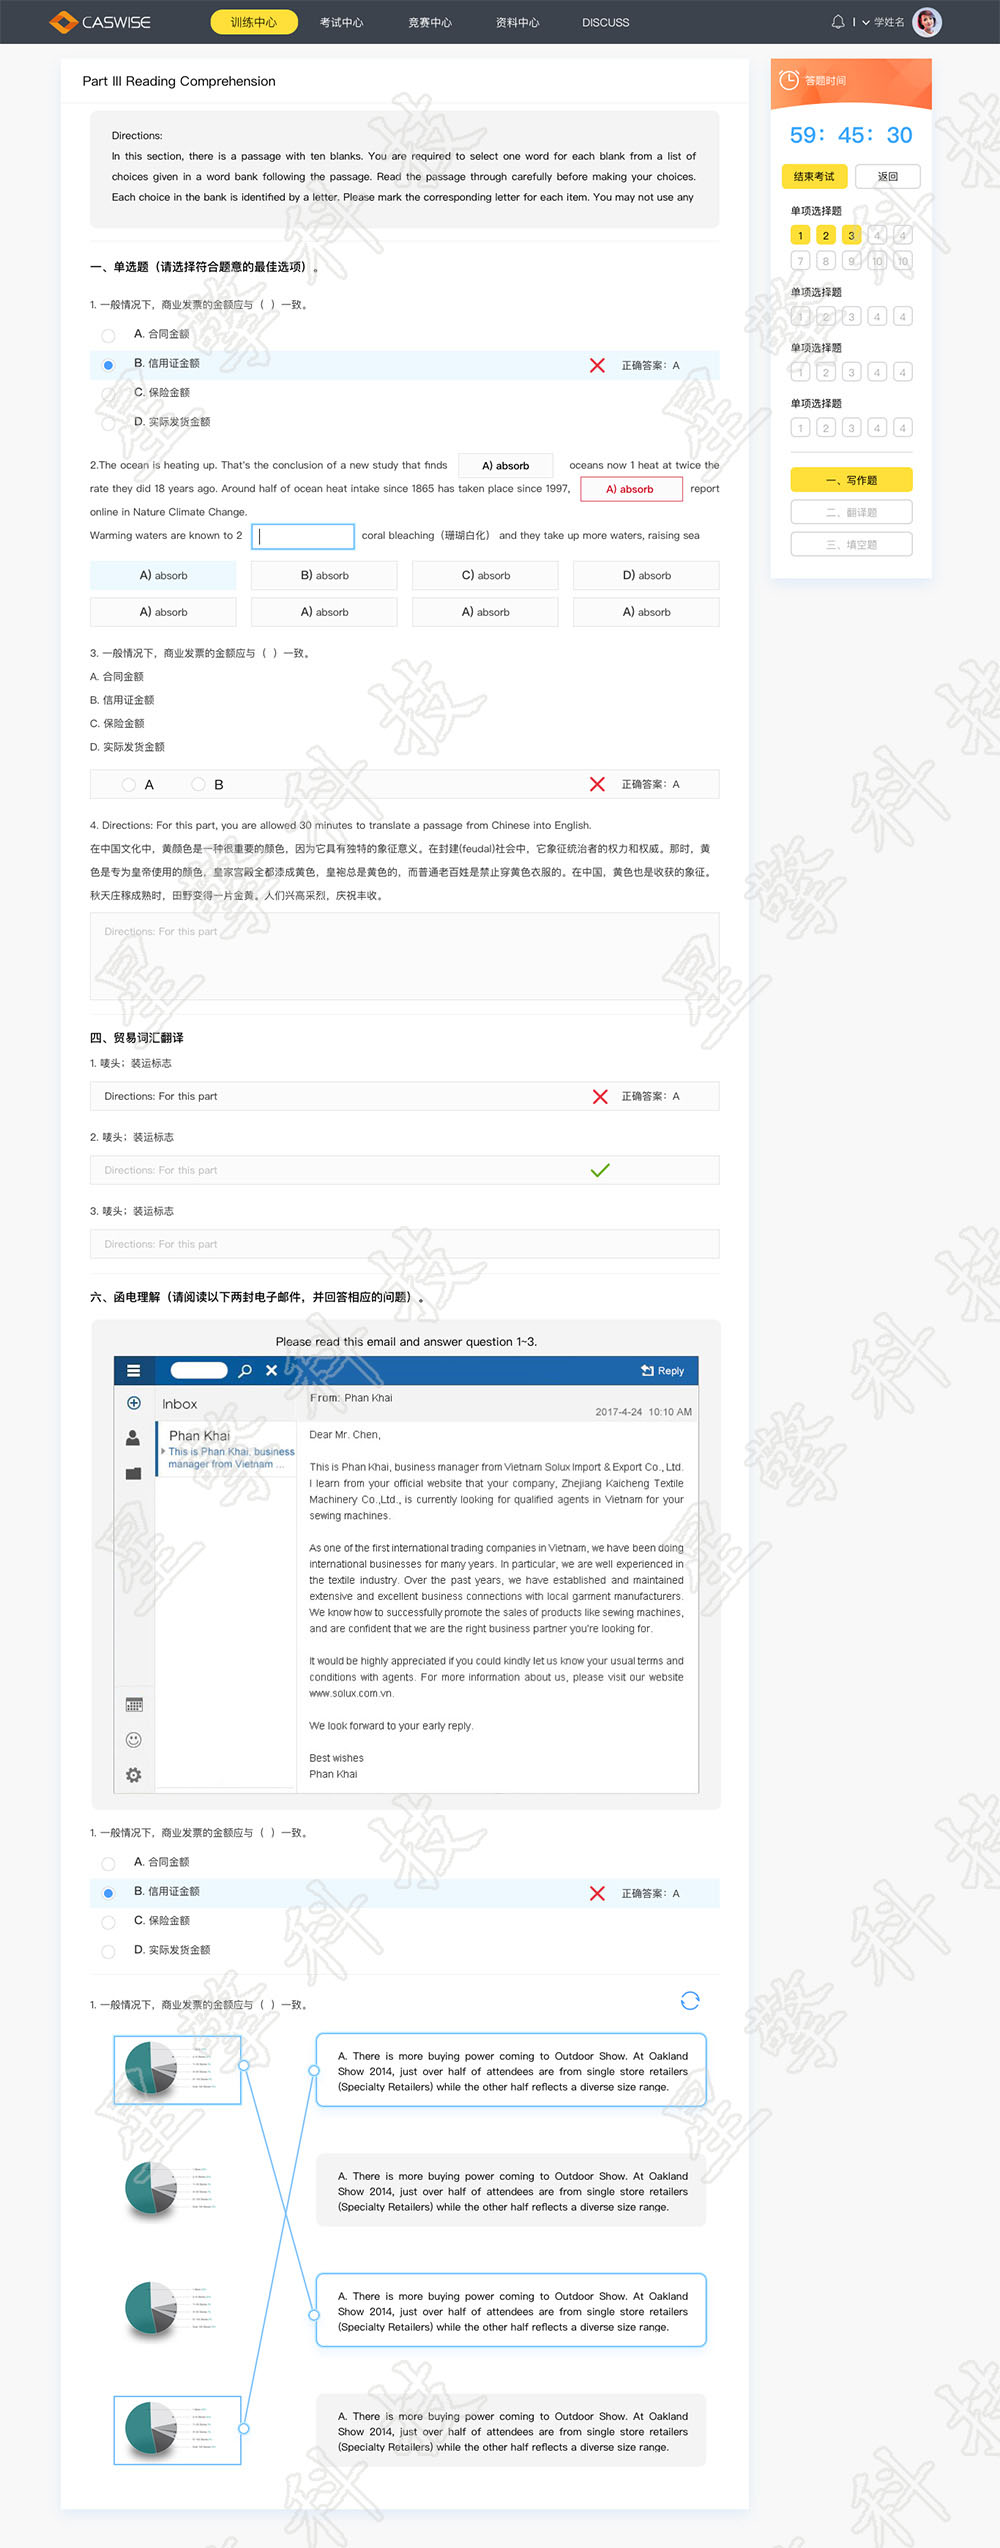 CASWISE
训练中心
考试中心
竞赛中心
资料中心
DISCUSS
学姓名
Part III Reading Comprehension
Directions:
In this section, there is a passage with ten blanks. You are required to select one word for each blank from a list of
choices given in a word bank following the passage. Read the passage through carefully before making your choices.
Each choice in the bank is identified by a letter. Please mark the corresponding letter for each item. You may not use any
一、单选题（请选择符合题意的最佳选项）。
1. 一般情况下，商业发票的金额应与（ ）一致。
A. 合同金额
B. 信用证金额
正确答案：A
C. 保险金额
D. 实际发货金额
2.The ocean is heating up. That's the conclusion of a new study that finds A) absorb oceans now 1 heat at twice the
rate they did 18 years ago. Around half of ocean heat intake since 1865 has taken place since 1997, A) absorb report
online in Nature Climate Change.
Warming waters are known to 2 coral bleaching（珊瑚白化） and they take up more waters, raising sea
A) absorb B) absorb C) absorb D) absorb
A) absorb A) absorb A) absorb A) absorb
3. 一般情况下，商业发票的金额应与（ ）一致。
A. 合同金额
B. 信用证金额
C. 保险金额
D. 实际发货金额
A B 正确答案：A
4. Directions: For this part, you are allowed 30 minutes to translate a passage from Chinese into English.
在中国文化中，黄颜色是一种很重要的颜色，因为它具有独特的象征意义。在封建(feudal)社会中，它象征统治者的权力和权威。那时，黄
色是专为皇帝使用的颜色，皇家宫殿全都漆成黄色，皇袍总是黄色的，而普通老百姓是禁止穿黄色衣服的。在中国，黄色也是收获的象征。
秋天庄稼成熟时，田野变得一片金黄。人们兴高采烈，庆祝丰收。
Directions: For this part
四、贸易词汇翻译
1. 唛头；装运标志
Directions: For this part 正确答案：A
2. 唛头；装运标志
Directions: For this part
3. 唛头；装运标志
Directions: For this part
六、函电理解（请阅读以下两封电子邮件，并回答相应的问题）。
Please read this email and answer question 1~3.
Reply
Inbox
Phan Khai
This is Phan Khai, business
manager from Vietnam ...
From: Phan Khai
2017-4-24 10:10 AM
Dear Mr. Chen,
This is Phan Khai, business manager from Vietnam Solux Import & Export Co., Ltd.
I learn from your official website that your company, Zhejiang Kaicheng Textile
Machinery Co.,Ltd., is currently looking for qualified agents in Vietnam for your
sewing machines.
As one of the first international trading companies in Vietnam, we have been doing
international businesses for many years. In particular, we are well experienced in
the textile industry. Over the past years, we have established and maintained
extensive and excellent business connections with local garment manufacturers.
We know how to successfully promote the sales of products like sewing machines,
and are confident that we are the right business partner you're looking for.
It would be highly appreciated if you could kindly let us know your usual terms and
conditions with agents. For more information about us, please visit our website
www.solux.com.vn.
We look forward to your early reply.
Best wishes
Phan Khai
1. 一般情况下，商业发票的金额应与（ ）一致。
A. 合同金额
B. 信用证金额
正确答案：A
C. 保险金额
D. 实际发货金额
1. 一般情况下，商业发票的金额应与（ ）一致。
A. There is more buying power coming to Outdoor Show. At Oakland
Show 2014, just over half of attendees are from single store retailers
(Specialty Retailers) while the other half reflects a diverse size range.
A. There is more buying power coming to Outdoor Show. At Oakland
Show 2014, just over half of attendees are from single store retailers
(Specialty Retailers) while the other half reflects a diverse size range.
A. There is more buying power coming to Outdoor Show. At Oakland
Show 2014, just over half of attendees are from single store retailers
(Specialty Retailers) while the other half reflects a diverse size range.
A. There is more buying power coming to Outdoor Show. At Oakland
Show 2014, just over half of attendees are from single store retailers
(Specialty Retailers) while the other half reflects a diverse size range.
答题时间
59：45：30
结束考试
返回
单项选择题
1 2 3 4 4
7 8 9 10 10
单项选择题
1 2 3 4 4
单项选择题
1 2 3 4 4
单项选择题
1 2 3 4 4
一、写作题
二、翻译题
三、填空题
星擎科技